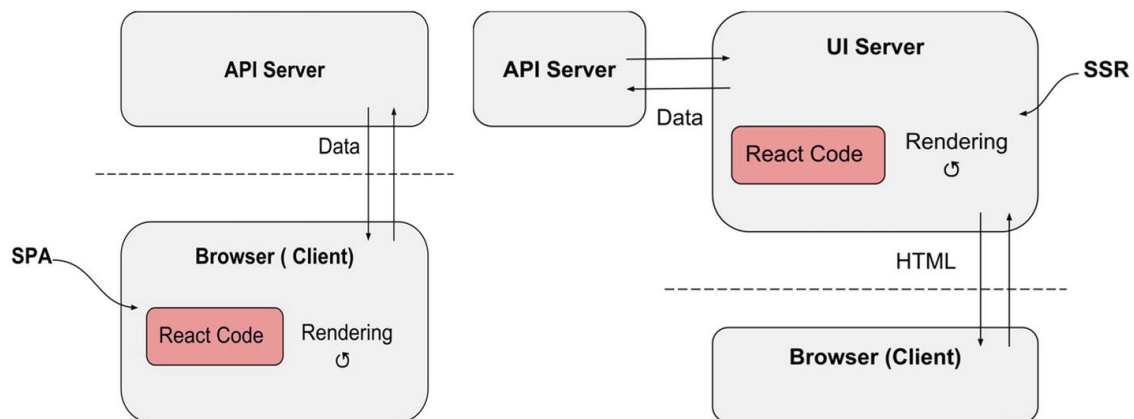 API Server
Data
SPA
Browser ( Client)
React Code
Rendering
API Server
Data
UI Server
SSR
React Code
Rendering
HTML
Browser (Client)